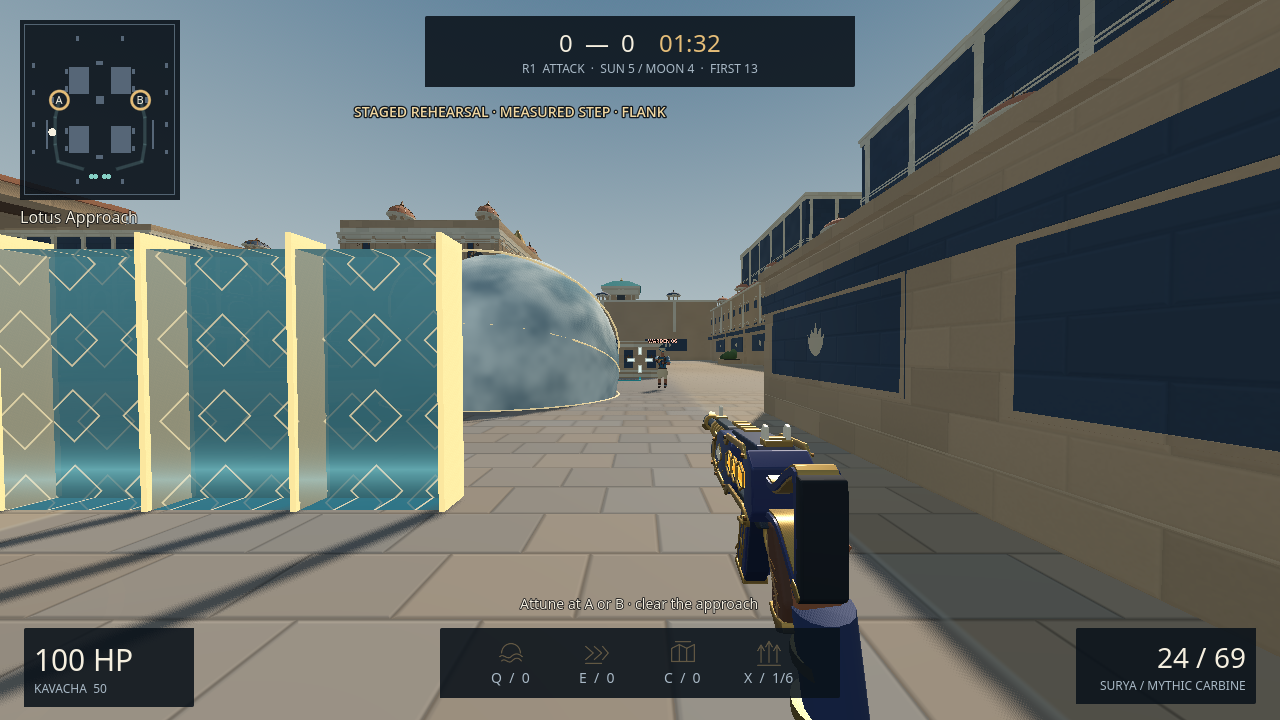 0 — 0 01:32
R1 ATTACK · SUN 5 / MOON 4 · FIRST 13
STAGED REHEARSAL · MEASURED STEP · FLANK
A
B
Lotus Approach
Attune at A or B · clear the approach
100 HP
KAVACHA 50
Q / 0
E / 0
C / 0
X / 1/6
24 / 69
SURYA / MYTHIC CARBINE